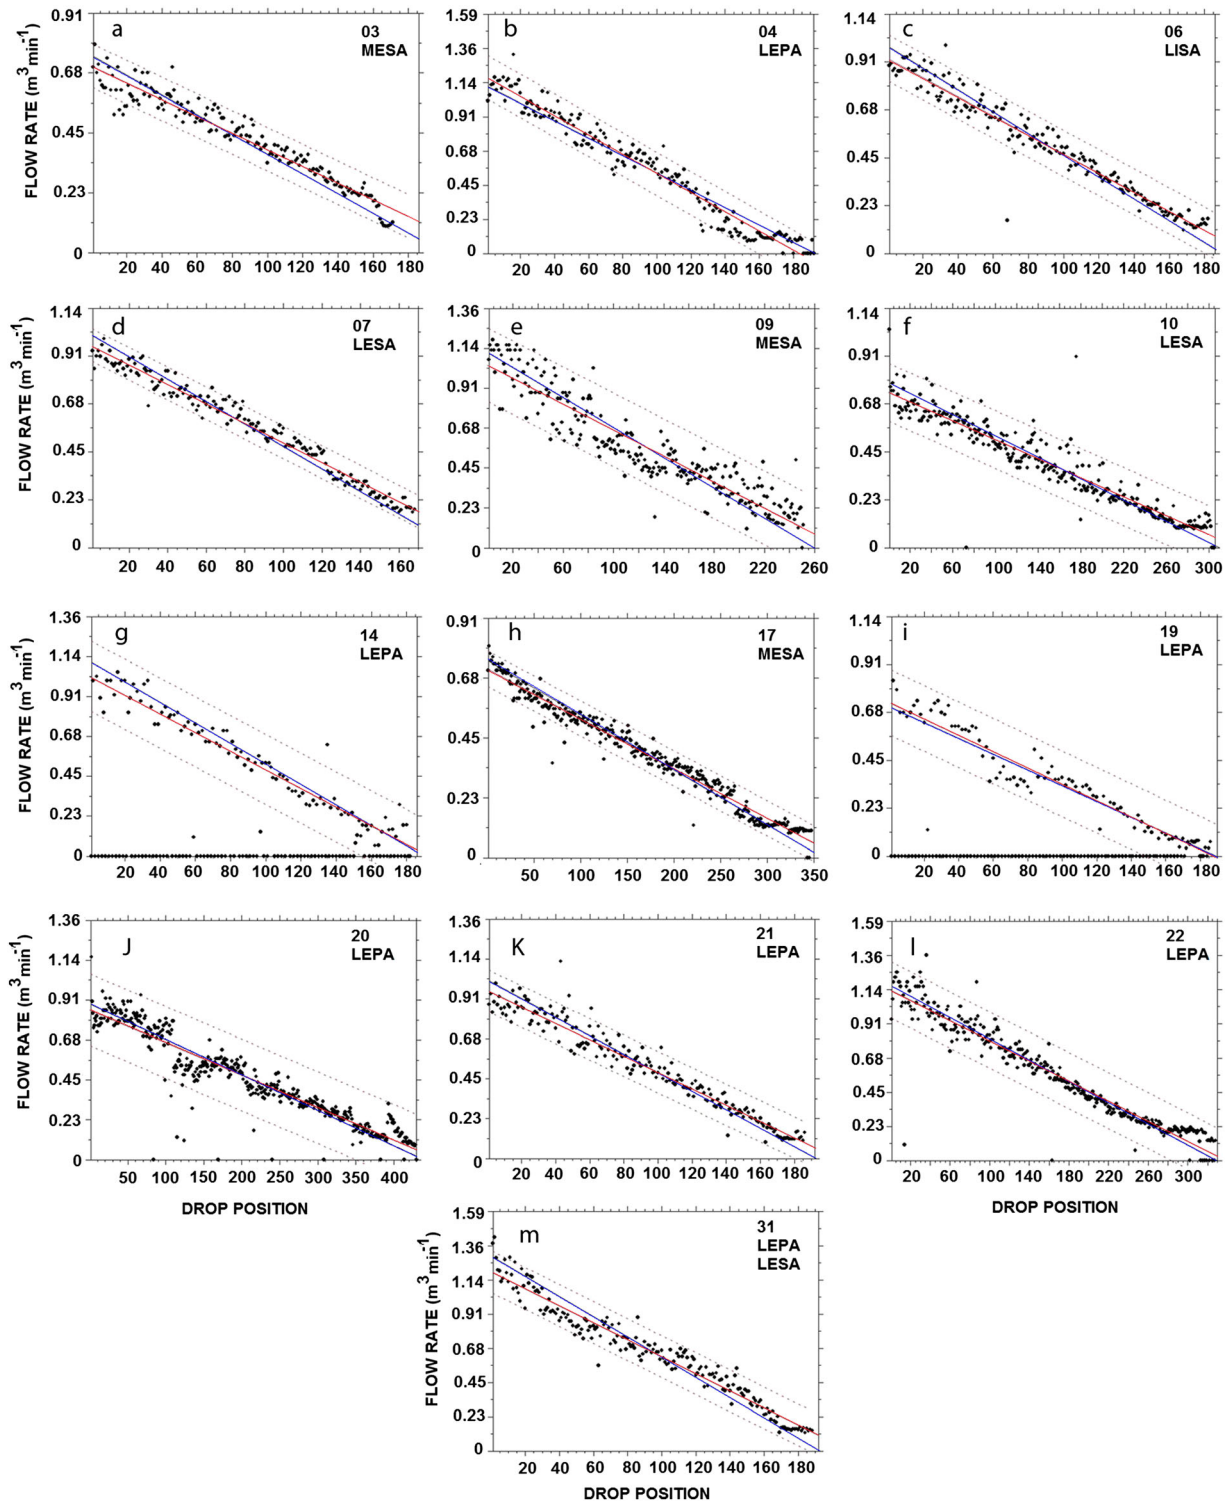 a
03
MESA
FLOW RATE (m³min⁻¹)
0.91
0.68
0.45
0.23
0
20 40 60 80 100 120 140 160 180
b
04
LEPA
1.59
1.36
1.14
0.91
0.68
0.45
0.23
0
20 40 60 80 100 120 140 160 180
c
06
LISA
1.14
0.91
0.68
0.45
0.23
0
20 40 60 80 100 120 140 160 180
d
07
LESA
FLOW RATE (m³min⁻¹)
1.14
0.91
0.68
0.45
0.23
0
20 40 60 80 100 120 140 160
e
09
MESA
1.36
1.14
0.91
0.68
0.45
0.23
0
20 60 100 140 180 220 260
f
10
LESA
1.14
0.91
0.68
0.45
0.23
0
20 60 100 140 180 220 260 300
g
14
LEPA
FLOW RATE (m³min⁻¹)
1.36
1.14
0.91
0.68
0.45
0.23
0
20 40 60 80 100 120 140 160 180
h
17
MESA
0.91
0.68
0.45
0.23
0
50 100 150 200 250 300 350
i
19
LEPA
1.14
0.91
0.68
0.45
0.23
0
20 40 60 80 100 120 140 160 180
J
20
LEPA
FLOW RATE (m³min⁻¹)
1.36
1.14
0.91
0.68
0.45
0.23
0
50 100 150 200 250 300 350 400
DROP POSITION
K
21
LEPA
1.36
1.14
0.91
0.68
0.45
0.23
0
20 40 60 80 100 120 140 160 180
l
22
LEPA
1.59
1.36
1.14
0.91
0.68
0.45
0.23
0
20 60 100 140 180 220 260 300
DROP POSITION
m
31
LEPA
LESA
FLOW RATE (m³min⁻¹)
1.59
1.36
1.14
0.91
0.68
0.45
0.23
0
20 40 60 80 100 120 140 160 180
DROP POSITION